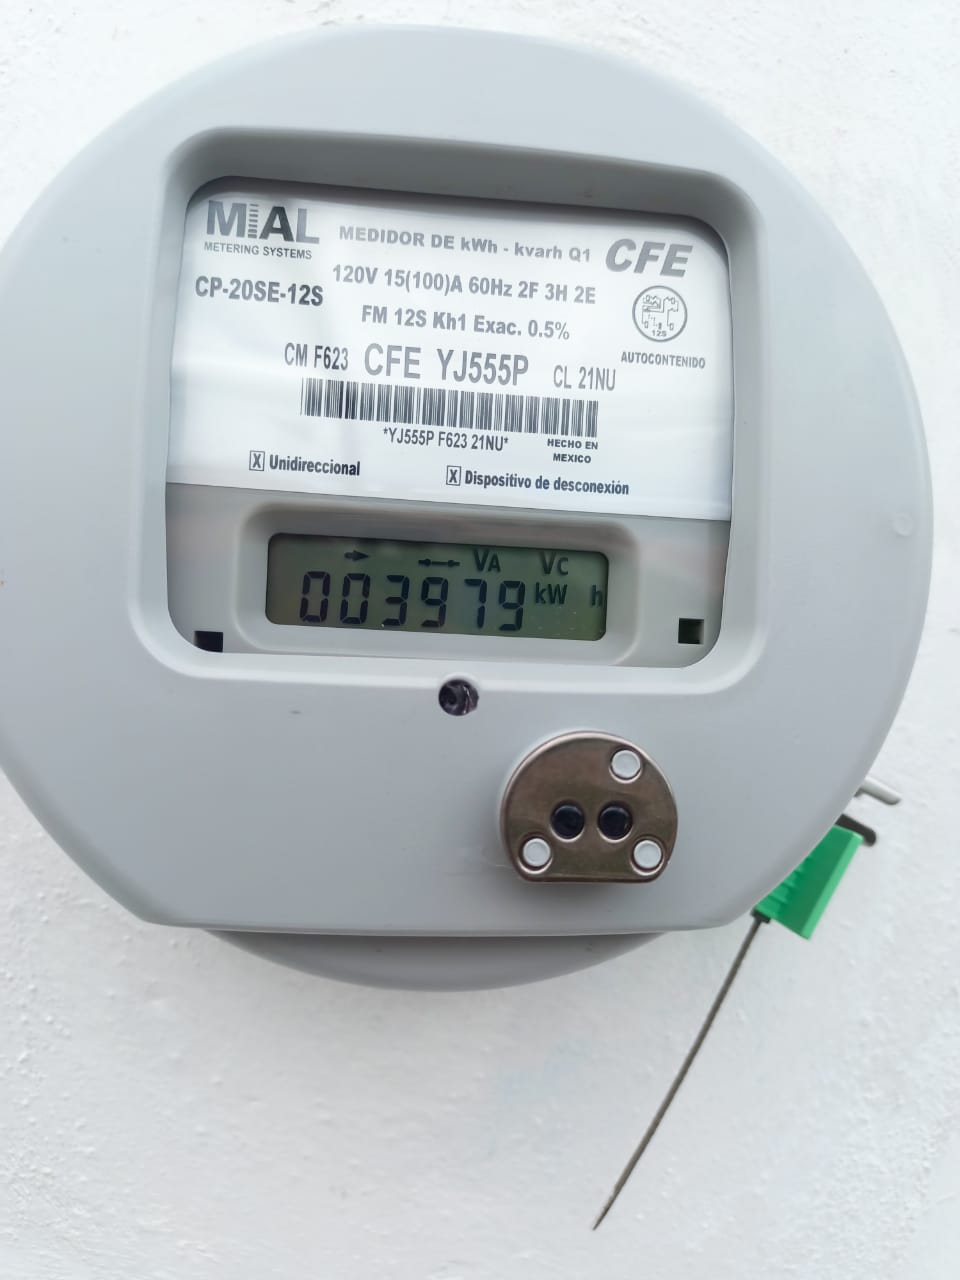 MIAL
METERING SYSTEMS
MEDIDOR DE kWh - kvarh Q1
CFE
CP-20SE-12S
120V 15(100)A 60Hz 2F 3H 2E
FM 12S Kh1 Exac. 0.5%
12S
AUTOCONTENIDO
CM F623 CFE YJ555P CL 21NU
*YJ555P F623 21NU*
HECHO EN
MEXICO
X Unidireccional
X Dispositivo de desconexión
VA VC
003979 kW h